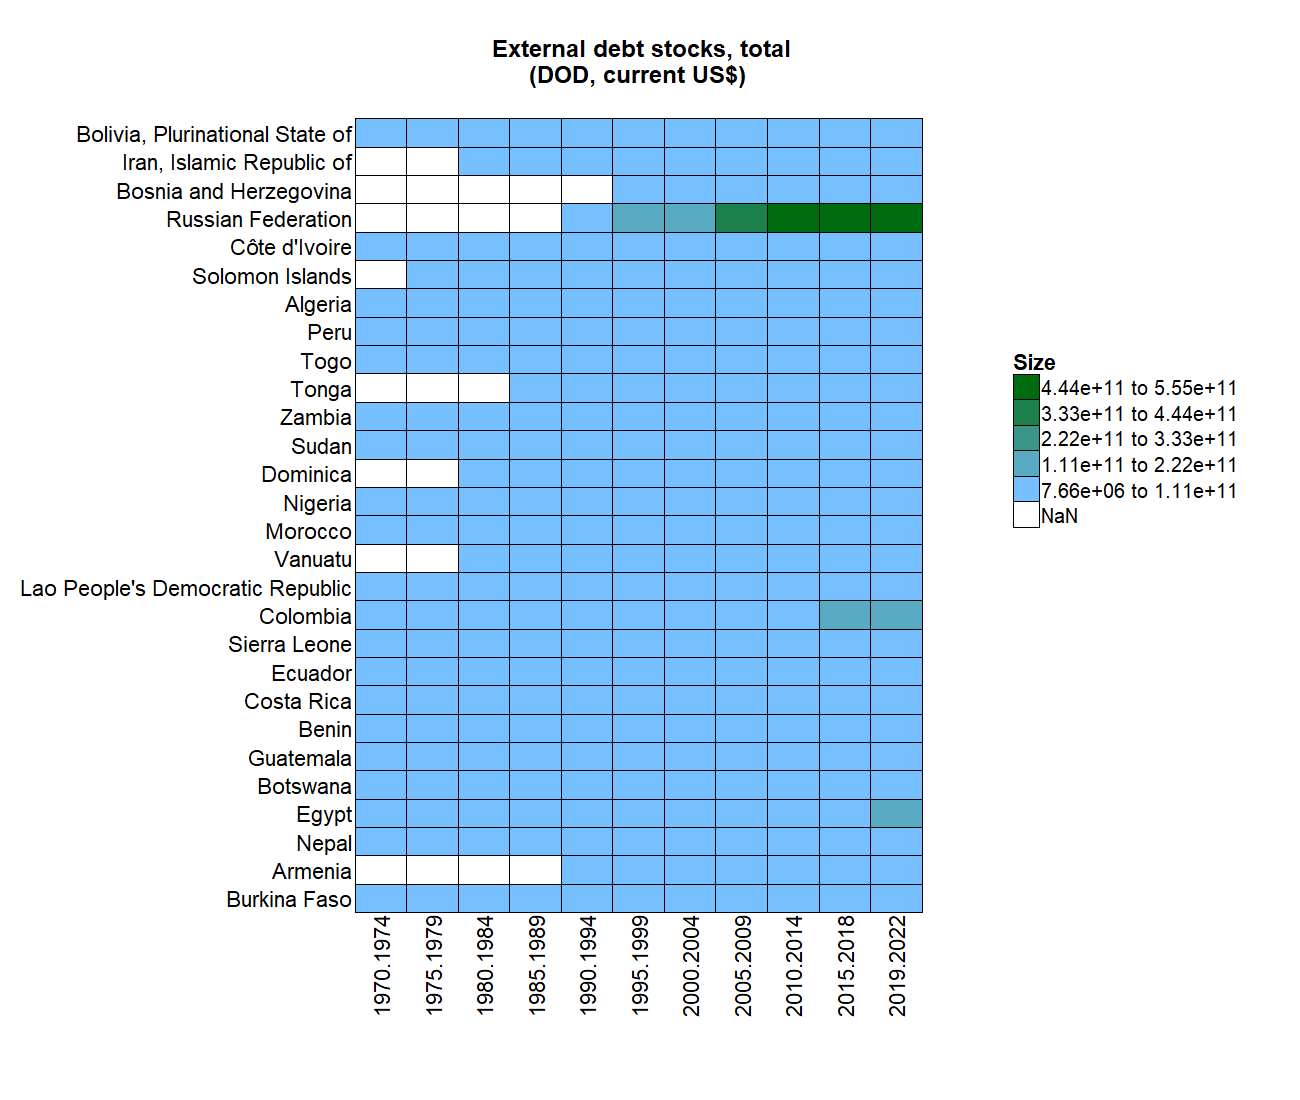 External debt stocks, total
(DOD, current US$)
Bolivia, Plurinational State of
Iran, Islamic Republic of
Bosnia and Herzegovina
Russian Federation
Côte d'Ivoire
Solomon Islands
Algeria
Peru
Togo
Tonga
Zambia
Sudan
Dominica
Nigeria
Morocco
Vanuatu
Lao People's Democratic Republic
Colombia
Sierra Leone
Ecuador
Costa Rica
Benin
Guatemala
Botswana
Egypt
Nepal
Armenia
Burkina Faso
1970.1974
1975.1979
1980.1984
1985.1989
1990.1994
1995.1999
2000.2004
2005.2009
2010.2014
2015.2018
2019.2022
Size
4.44e+11 to 5.55e+11
3.33e+11 to 4.44e+11
2.22e+11 to 3.33e+11
1.11e+11 to 2.22e+11
7.66e+06 to 1.11e+11
NaN